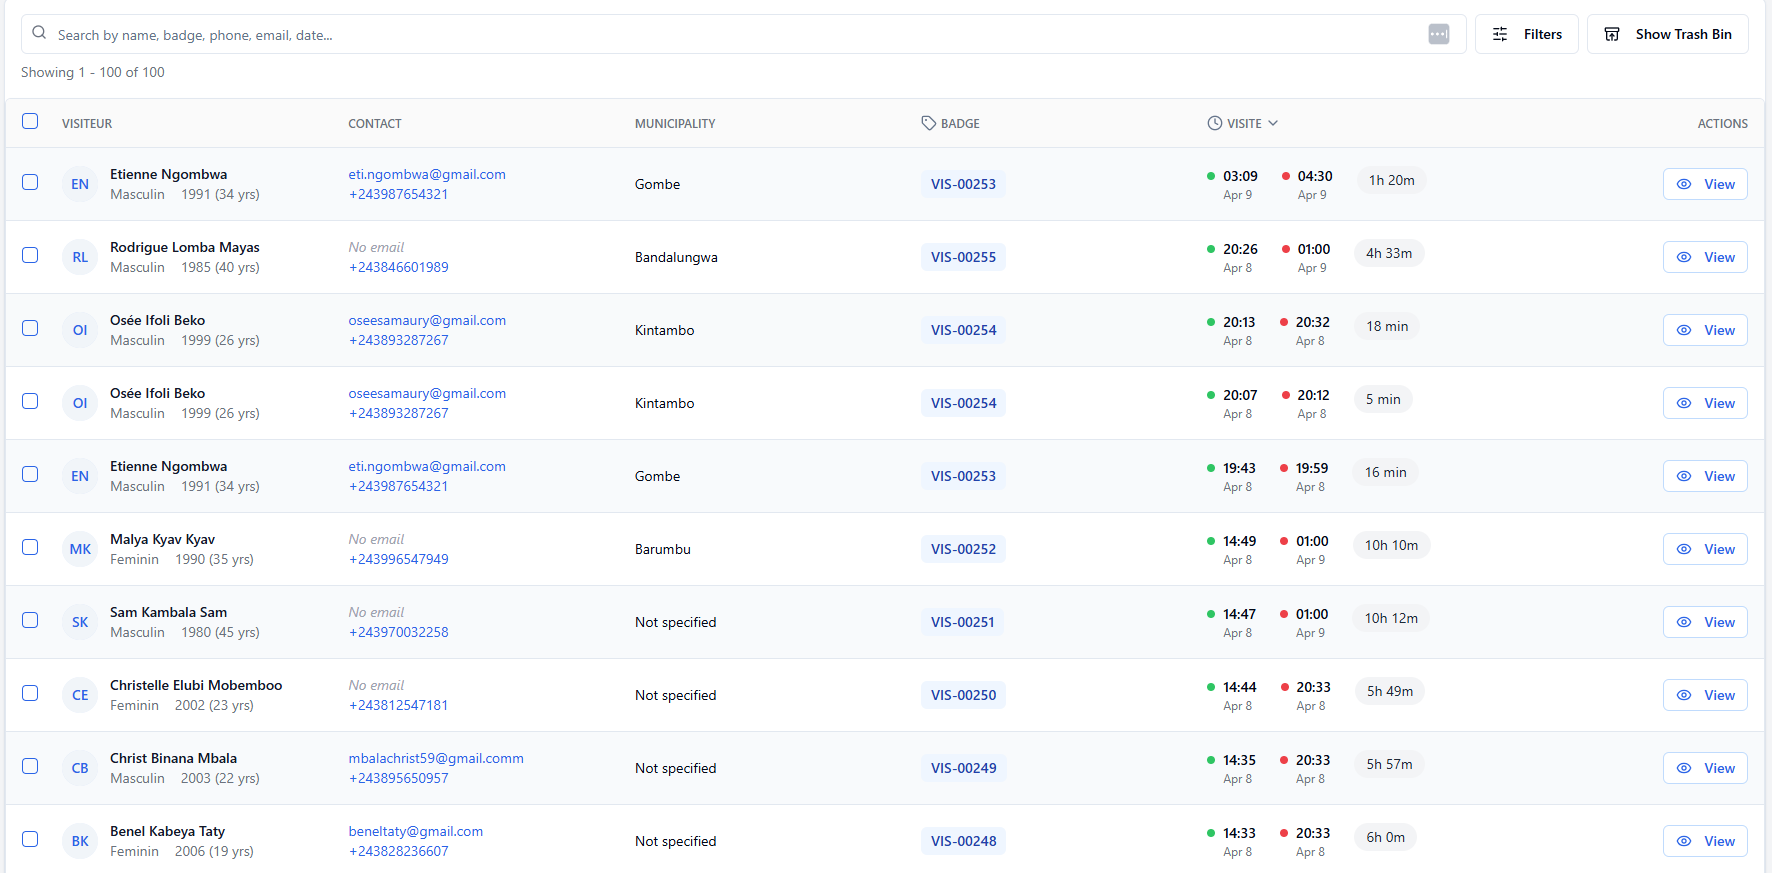 Search by name, badge, phone, email, date...
Filters
Show Trash Bin
Showing 1 - 100 of 100
VISITEUR CONTACT MUNICIPALITY BADGE VISITE ACTIONS
EN Etienne Ngombwa eti.ngombwa@gmail.com Gombe VIS-00253 03:09 04:30 1h 20m View
Masculin 1991 (34 yrs) +243987654321 Apr 9 Apr 9
RL Rodrigue Lomba Mayas No email Bandalungwa VIS-00255 20:26 01:00 4h 33m View
Masculin 1985 (40 yrs) +243846601989 Apr 8 Apr 9
OI Osée Ifoli Beko oseesamaury@gmail.com Kintambo VIS-00254 20:13 20:32 18 min View
Masculin 1999 (26 yrs) +243893287267 Apr 8 Apr 8
OI Osée Ifoli Beko oseesamaury@gmail.com Kintambo VIS-00254 20:07 20:12 5 min View
Masculin 1999 (26 yrs) +243893287267 Apr 8 Apr 8
EN Etienne Ngombwa eti.ngombwa@gmail.com Gombe VIS-00253 19:43 19:59 16 min View
Masculin 1991 (34 yrs) +243987654321 Apr 8 Apr 8
MK Malya Kyav Kyav No email Barumbu VIS-00252 14:49 01:00 10h 10m View
Feminin 1990 (35 yrs) +243996547949 Apr 8 Apr 9
SK Sam Kambala Sam No email Not specified VIS-00251 14:47 01:00 10h 12m View
Masculin 1980 (45 yrs) +243970032258 Apr 8 Apr 9
CE Christelle Elubi Mobemboo No email Not specified VIS-00250 14:44 20:33 5h 49m View
Feminin 2002 (23 yrs) +243812547181 Apr 8 Apr 8
CB Christ Binana Mbala mbalachrist59@gmail.comm Not specified VIS-00249 14:35 20:33 5h 57m View
Masculin 2003 (22 yrs) +243895650957 Apr 8 Apr 8
BK Benel Kabeya Taty beneltaty@gmail.com Not specified VIS-00248 14:33 20:33 6h 0m View
Feminin 2006 (19 yrs) +243828236607 Apr 8 Apr 8